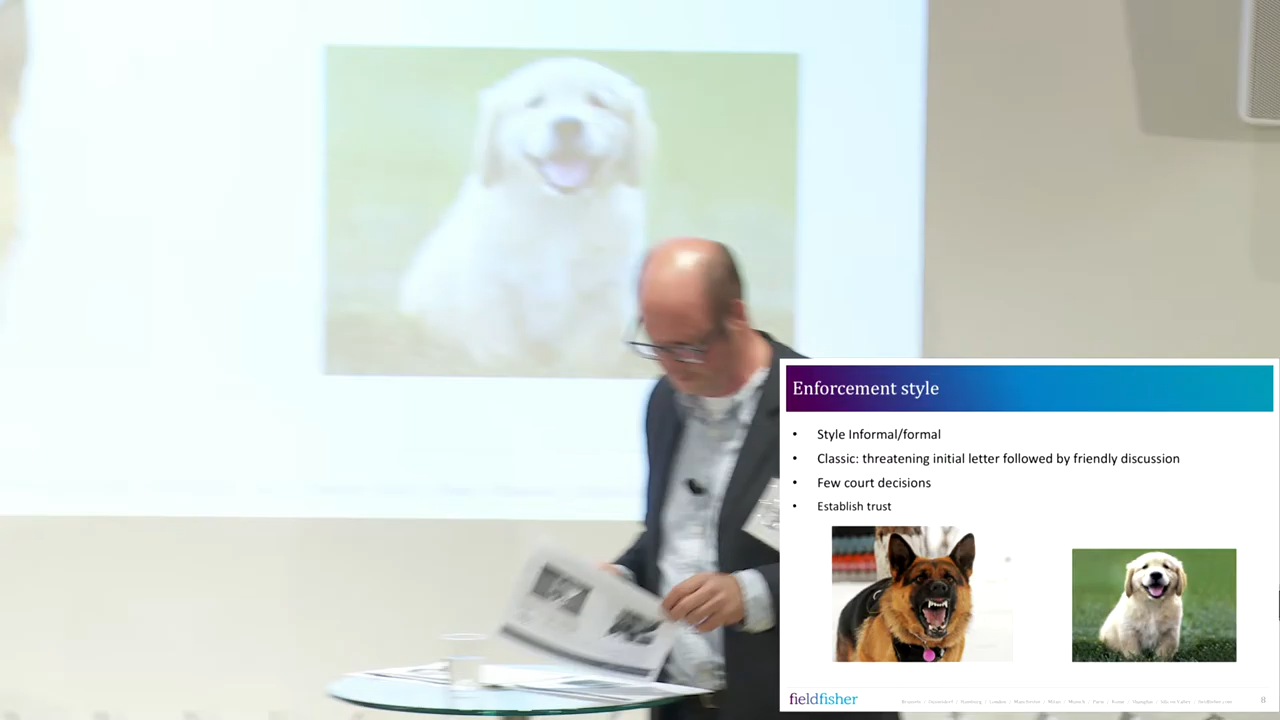 Enforcement style
• Style Informal/formal
• Classic: threatening initial letter followed by friendly discussion
• Few court decisions
• Establish trust
fieldfisher
8